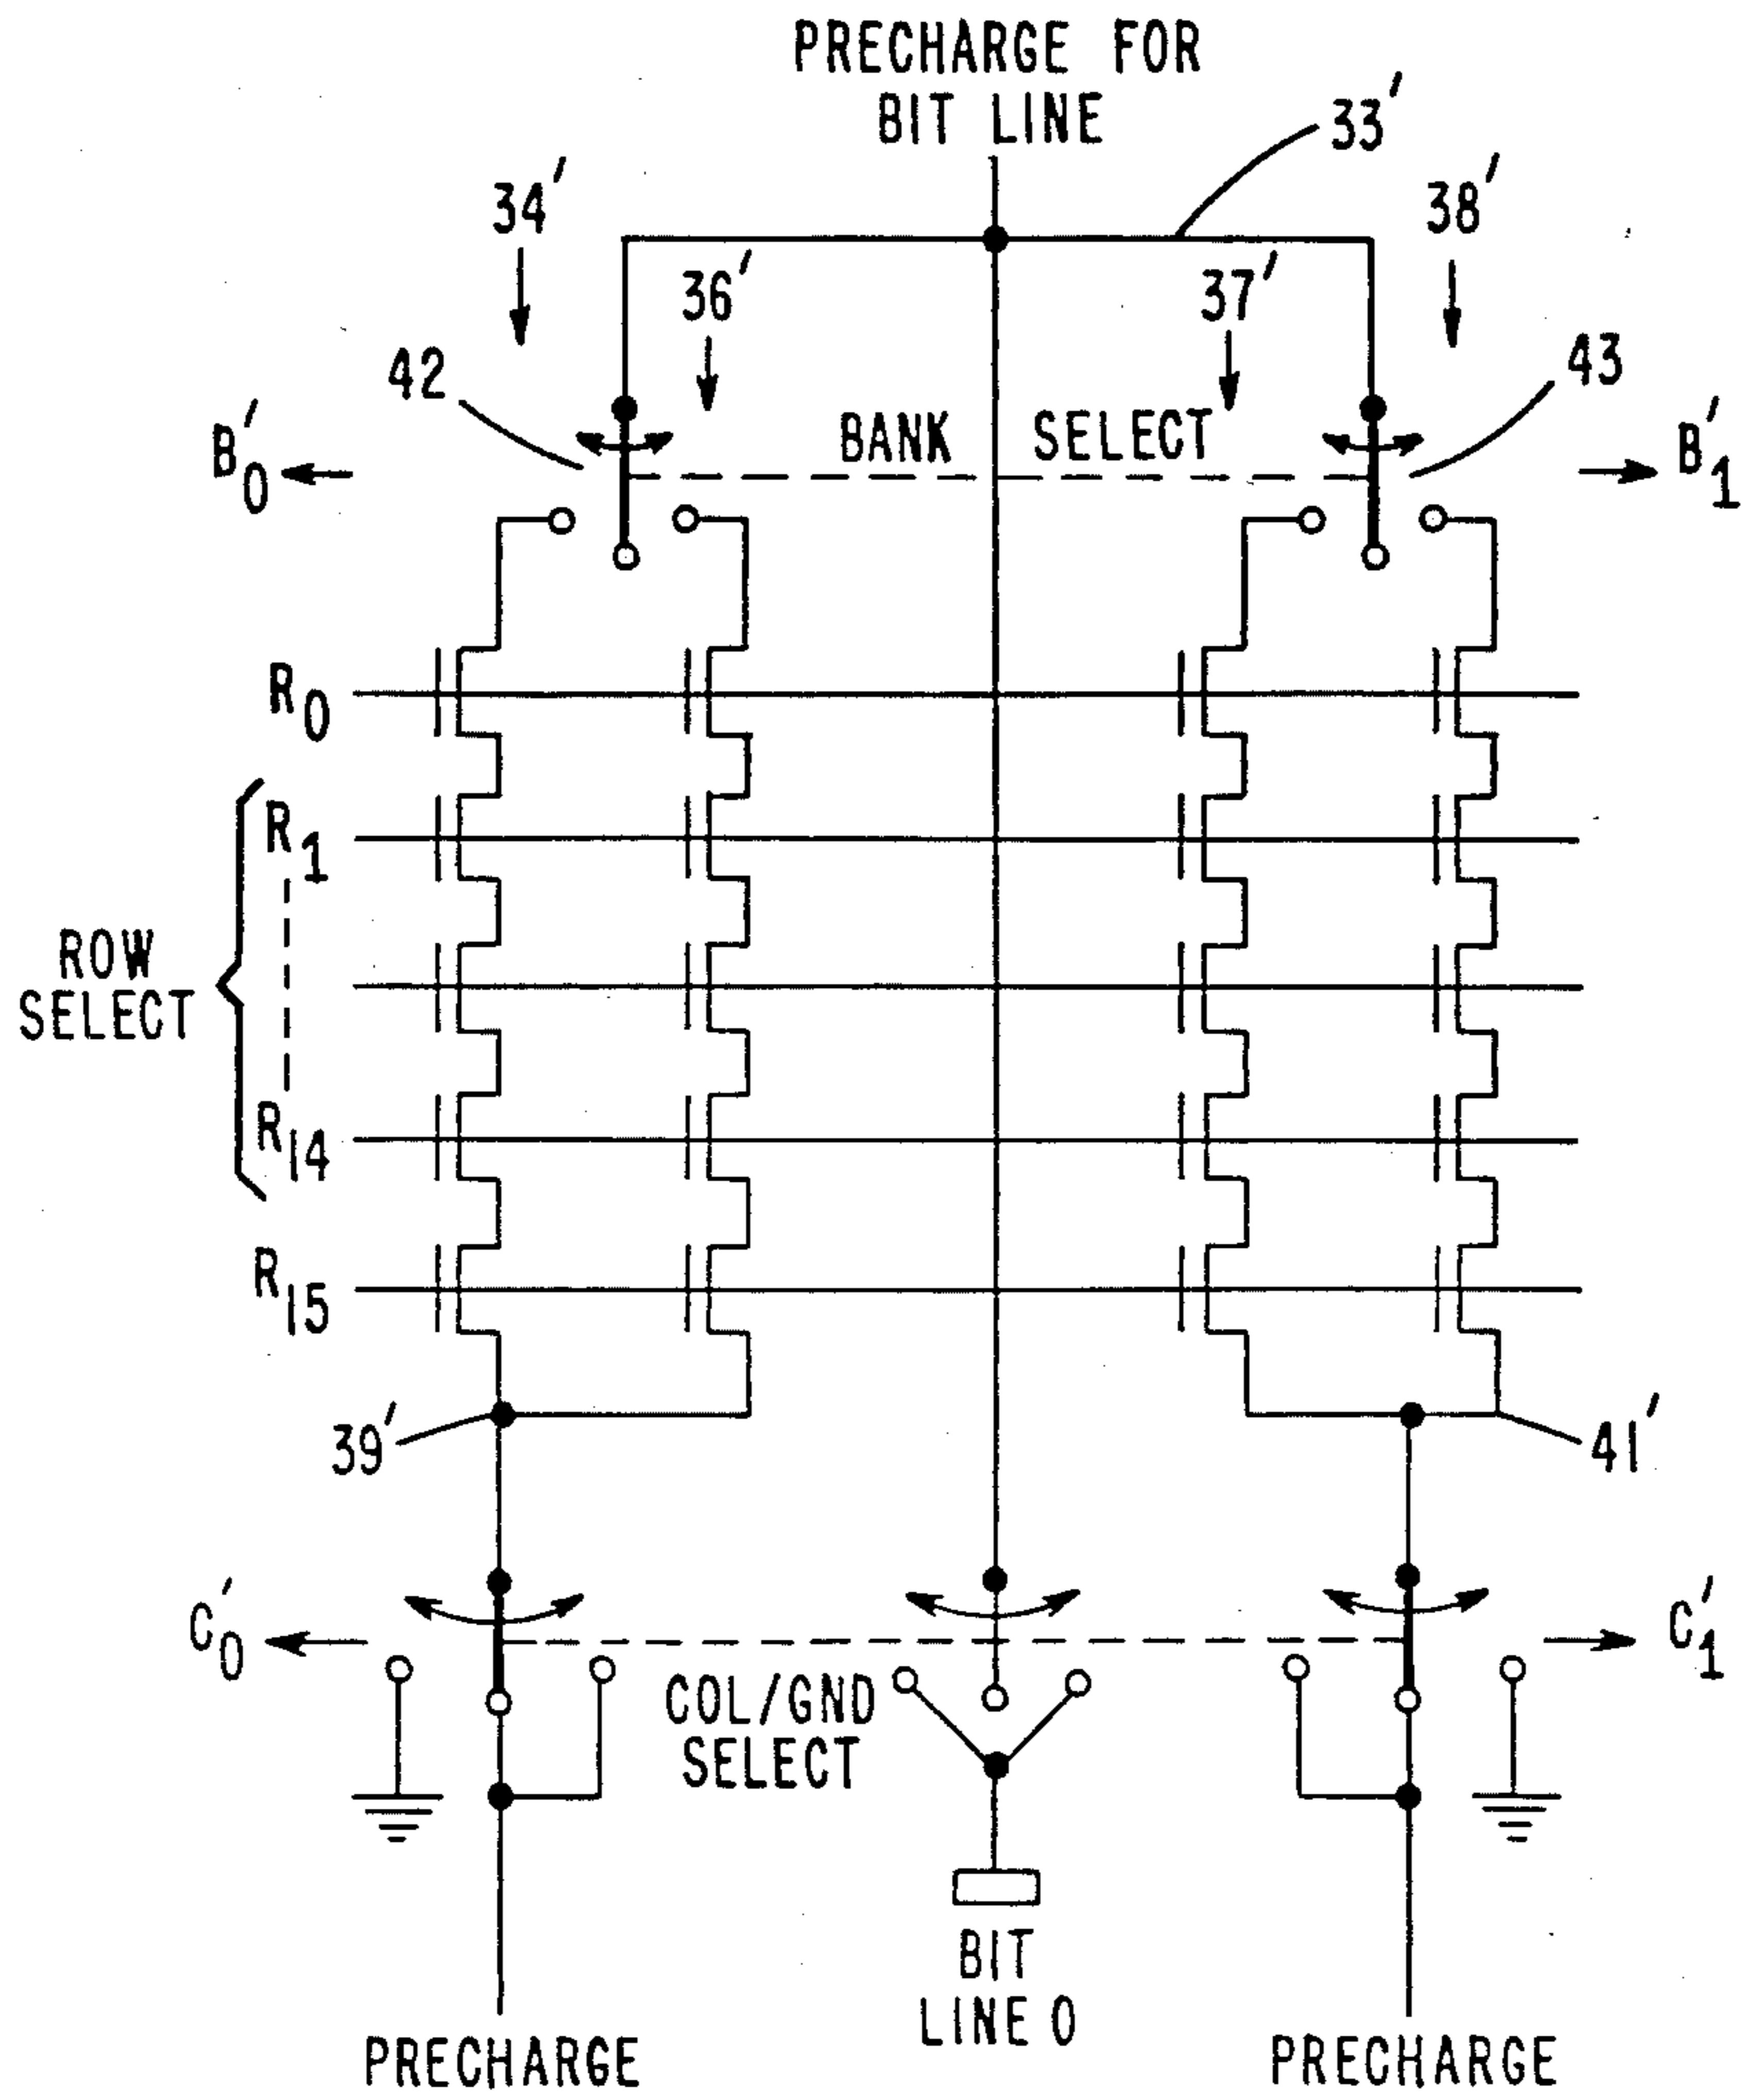 PRECHARGE FOR
BIT LINE
33'
34'
38'
36'
37'
42
43
B'0
BANK SELECT
B'1
R0
R1
ROW
SELECT
R14
R15
39'
41'
C'0
C'1
COL/GND
SELECT
BIT
LINE 0
PRECHARGE
PRECHARGE